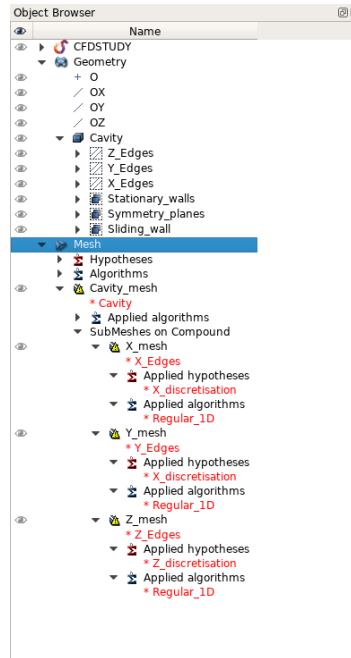 Object Browser
Name
CFDSTUDY
Geometry
O
OX
OY
OZ
Cavity
Z_Edges
Y_Edges
X_Edges
Stationary_walls
Symmetry_planes
Sliding_wall
Mesh
Hypotheses
Algorithms
Cavity_mesh
* Cavity
Applied algorithms
SubMeshes on Compound
X_mesh
* X_Edges
Applied hypotheses
* X_discretisation
Applied algorithms
* Regular_1D
Y_mesh
* Y_Edges
Applied hypotheses
* X_discretisation
Applied algorithms
* Regular_1D
Z_mesh
* Z_Edges
Applied hypotheses
* Z_discretisation
Applied algorithms
* Regular_1D